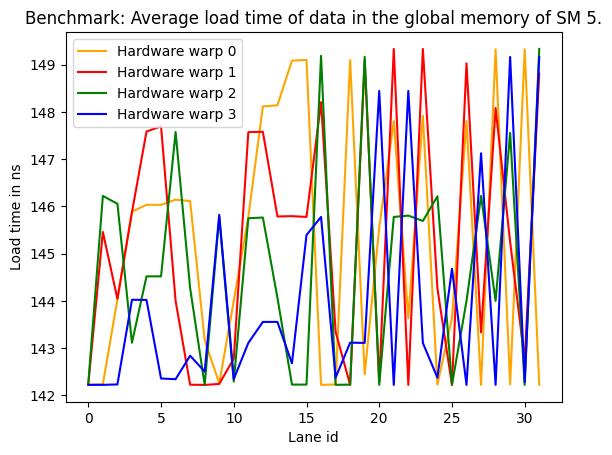 Benchmark: Average load time of data in the global memory of SM 5.
Hardware warp 0
Hardware warp 1
Hardware warp 2
Hardware warp 3
Load time in ns
149
148
147
146
145
144
143
142
0 5 10 15 20 25 30
Lane id